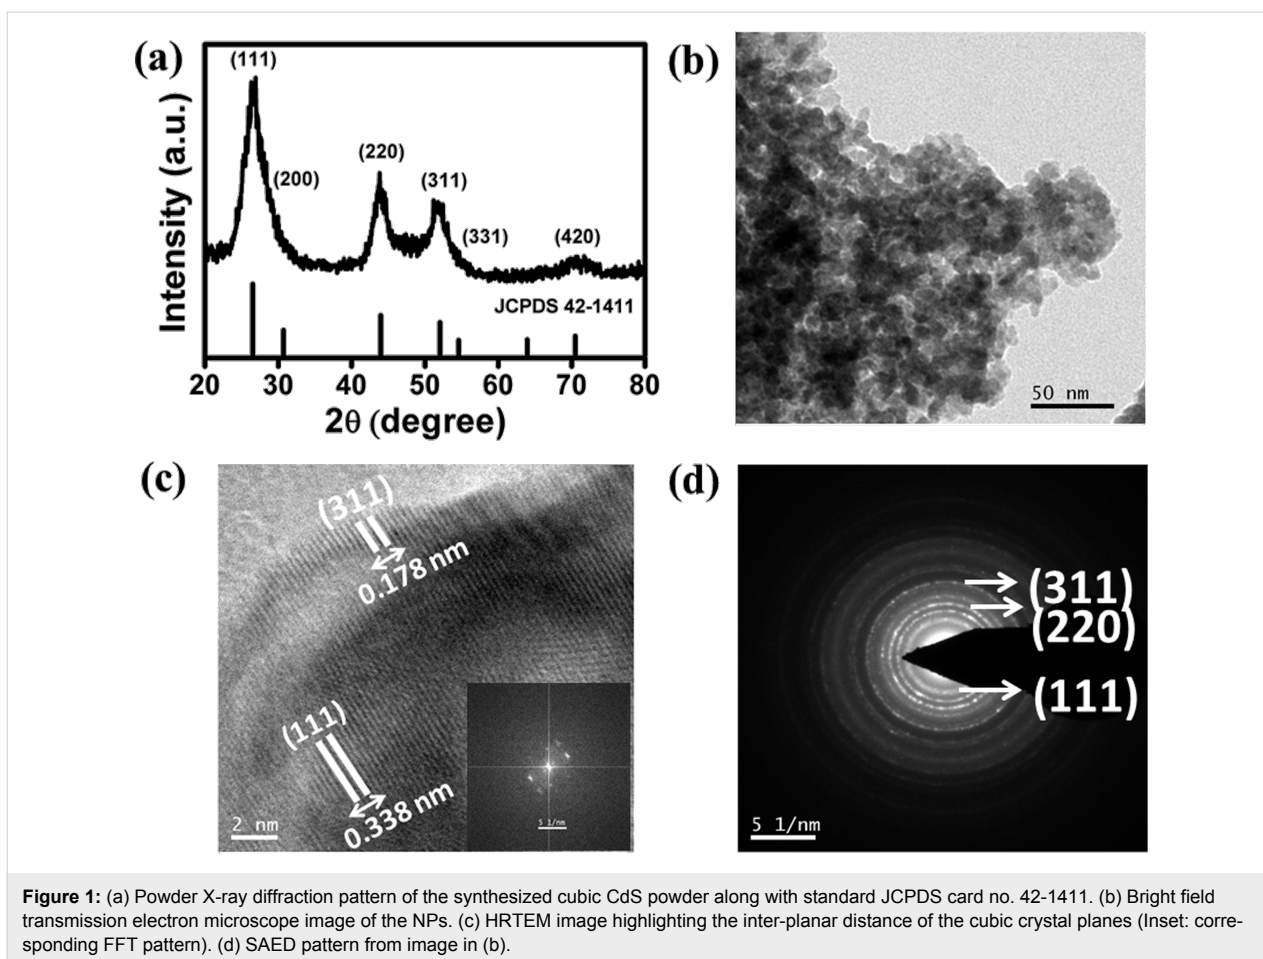 (a)
(111)
(200)
(220)
(311)
(331)
(420)
JCPDS 42-1411
Intensity (a.u.)
20 30 40 50 60 70 80
2θ (degree)
(b)
50 nm
(c)
(311)
0.178 nm
(111)
0.338 nm
2 nm
5 1/nm
(d)
(311)
(220)
(111)
5 1/nm
Figure 1: (a) Powder X-ray diffraction pattern of the synthesized cubic CdS powder along with standard JCPDS card no. 42-1411. (b) Bright field
transmission electron microscope image of the NPs. (c) HRTEM image highlighting the inter-planar distance of the cubic crystal planes (Inset: corre-
sponding FFT pattern). (d) SAED pattern from image in (b).